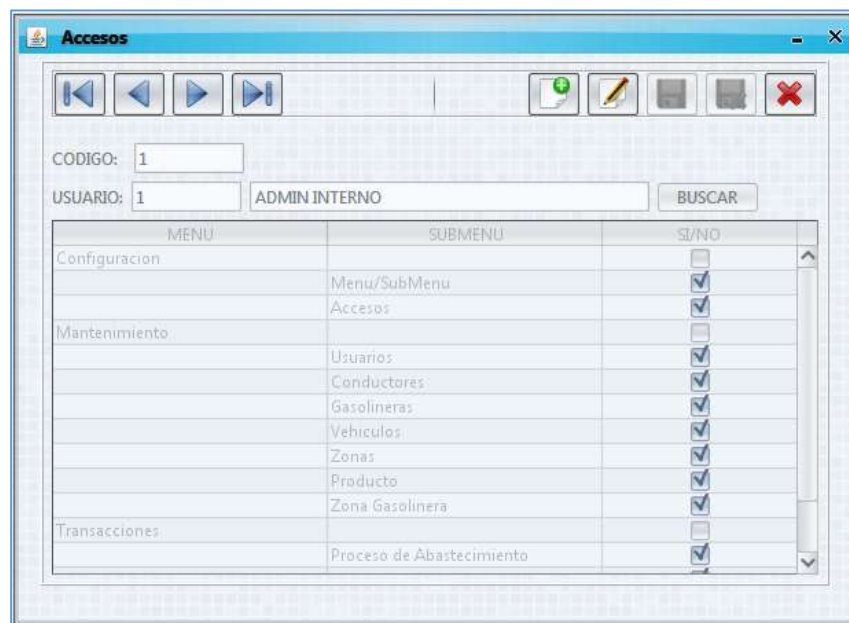 Accesos
CODIGO: 1
USUARIO: 1 ADMIN INTERNO BUSCAR
MENU SUBMENU SI/NO
Configuracion
Menu/SubMenu
Accesos
Mantenimiento
Usuarios
Conductores
Gasolineras
Vehiculos
Zonas
Producto
Zona Gasolinera
Transacciones
Proceso de Abastecimiento